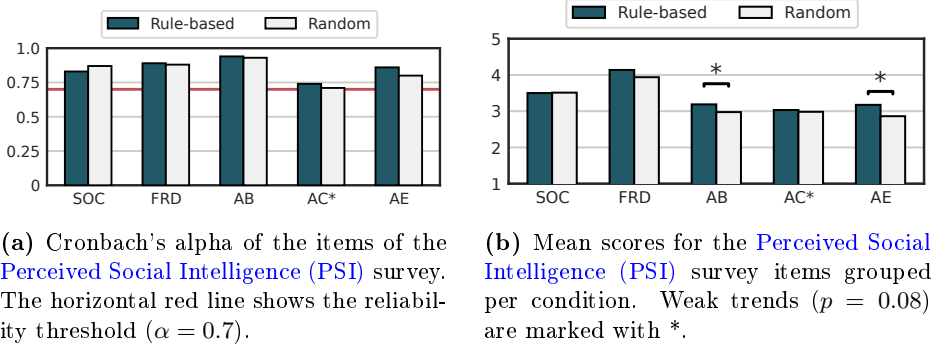 Rule-based Random
1.0
0.75
0.5
0.25
0
SOC FRD AB AC* AE
(a) Cronbach's alpha of the items of the
Perceived Social Intelligence (PSI) survey.
The horizontal red line shows the reliabil-
ity threshold (α = 0.7).
Rule-based Random
5
4
3
2
1
* *
SOC FRD AB AC* AE
(b) Mean scores for the Perceived Social
Intelligence (PSI) survey items grouped
per condition. Weak trends (p = 0.08)
are marked with *.